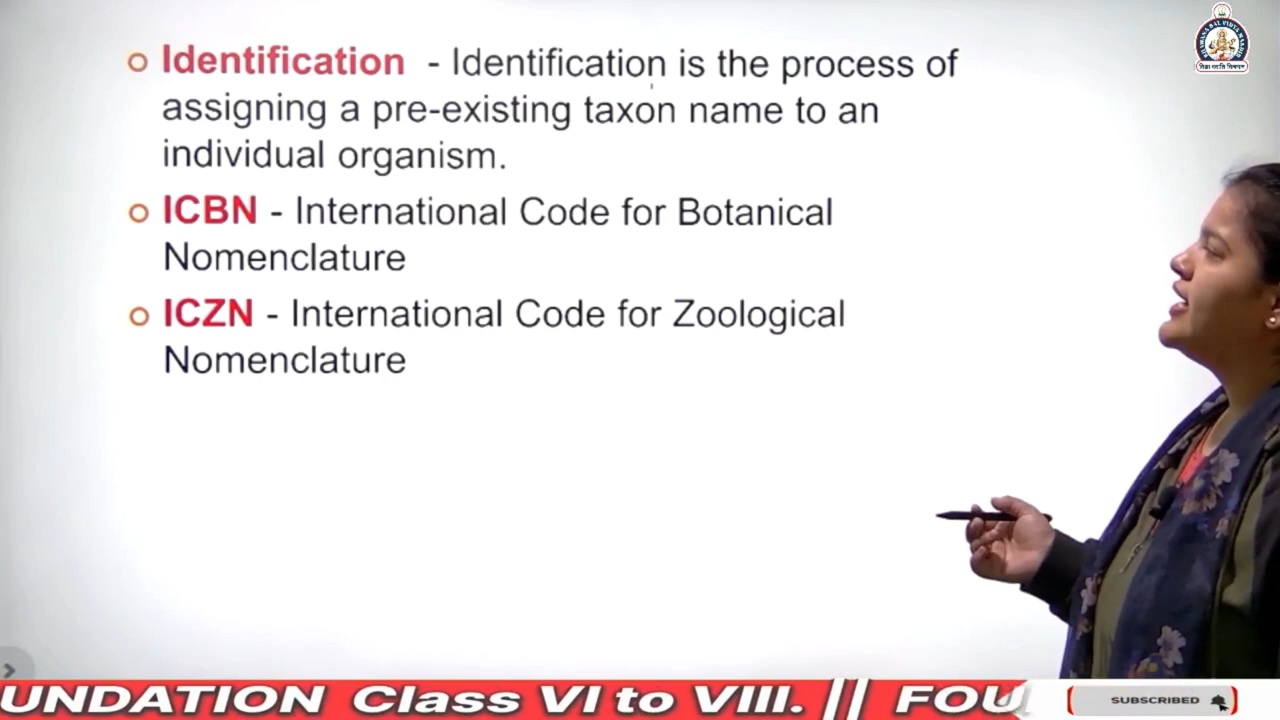 Identification - Identification is the process of
assigning a pre-existing taxon name to an
individual organism.
ICBN - International Code for Botanical
Nomenclature
ICZN - International Code for Zoological
Nomenclature
UNDATION Class VI to VIII. || FOU
SUBSCRIBED